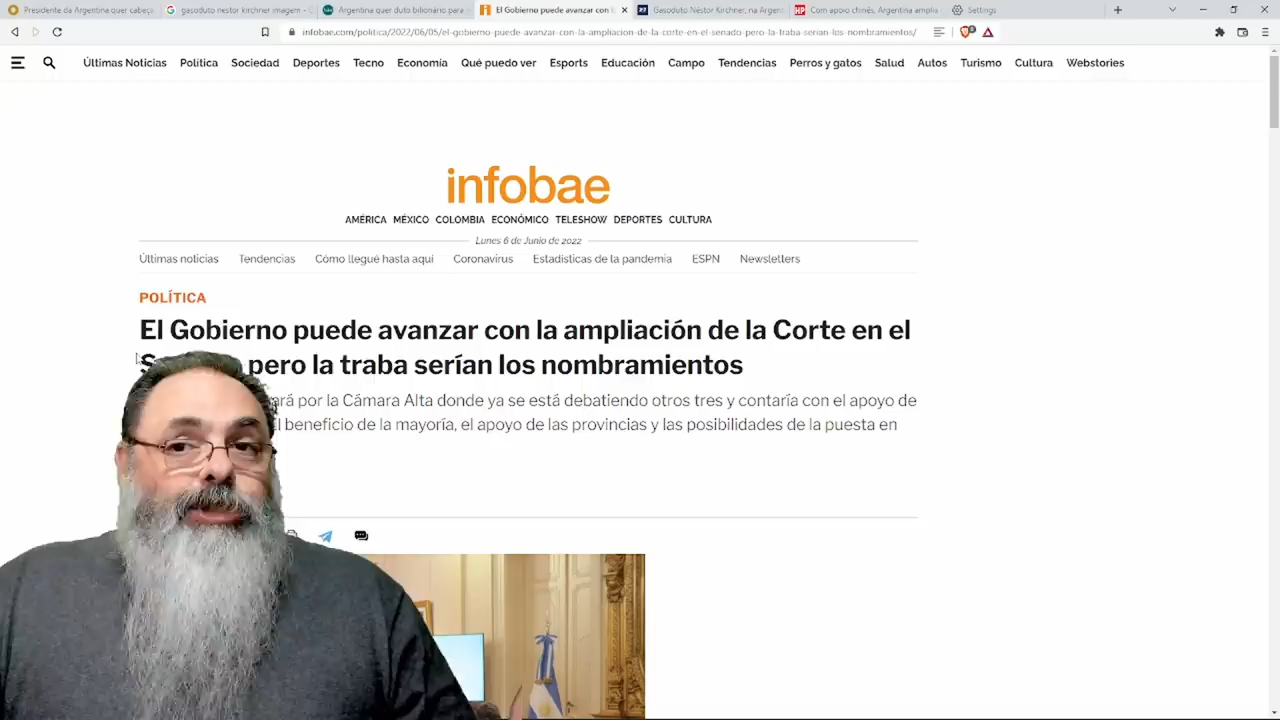 Presidente da Argentina quer cabeça
gasoduto nestor kirchner imagem - G
Argentina quer duto bilionário para
El Gobierno puede avanzar con l
Gasoduto Néstor Kirchner, na Argen
Com apoio chinês, Argentina amplia
Settings
infobae.com/politica/2022/06/05/el-gobierno-puede-avanzar-con-la-ampliacion-de-la-corte-en-el-senado-pero-la-traba-serian-los-nombramientos/
Últimas Noticias Política Sociedad Deportes Tecno Economía Qué puedo ver Esports Educación Campo Tendencias Perros y gatos Salud Autos Turismo Cultura Webstories
infobae
AMÉRICA MÉXICO COLOMBIA ECONÓMICO TELESHOW DEPORTES CULTURA
Lunes 6 de Junio de 2022
Últimas noticias Tendencias Cómo llegué hasta aquí Coronavirus Estadísticas de la pandemia ESPN Newsletters
POLÍTICA
El Gobierno puede avanzar con la ampliación de la Corte en el
pero la traba serían los nombramientos
por la Cámara Alta donde ya se está debatiendo otros tres y contaría con el apoyo de
beneficio de la mayoría, el apoyo de las provincias y las posibilidades de la puesta en